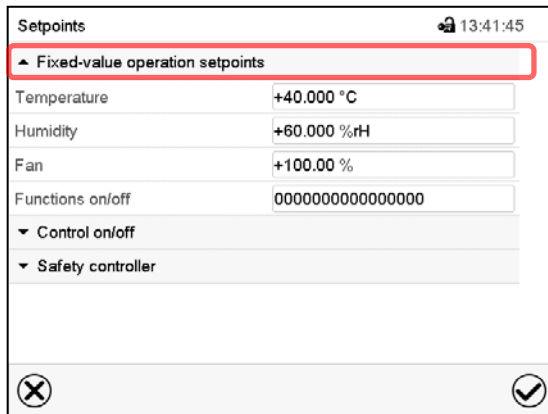 Setpoints 13:41:45
Fixed-value operation setpoints
Temperature +40.000 °C
Humidity +60.000 %rH
Fan +100.00 %
Functions on/off 0000000000000000
Control on/off
Safety controller